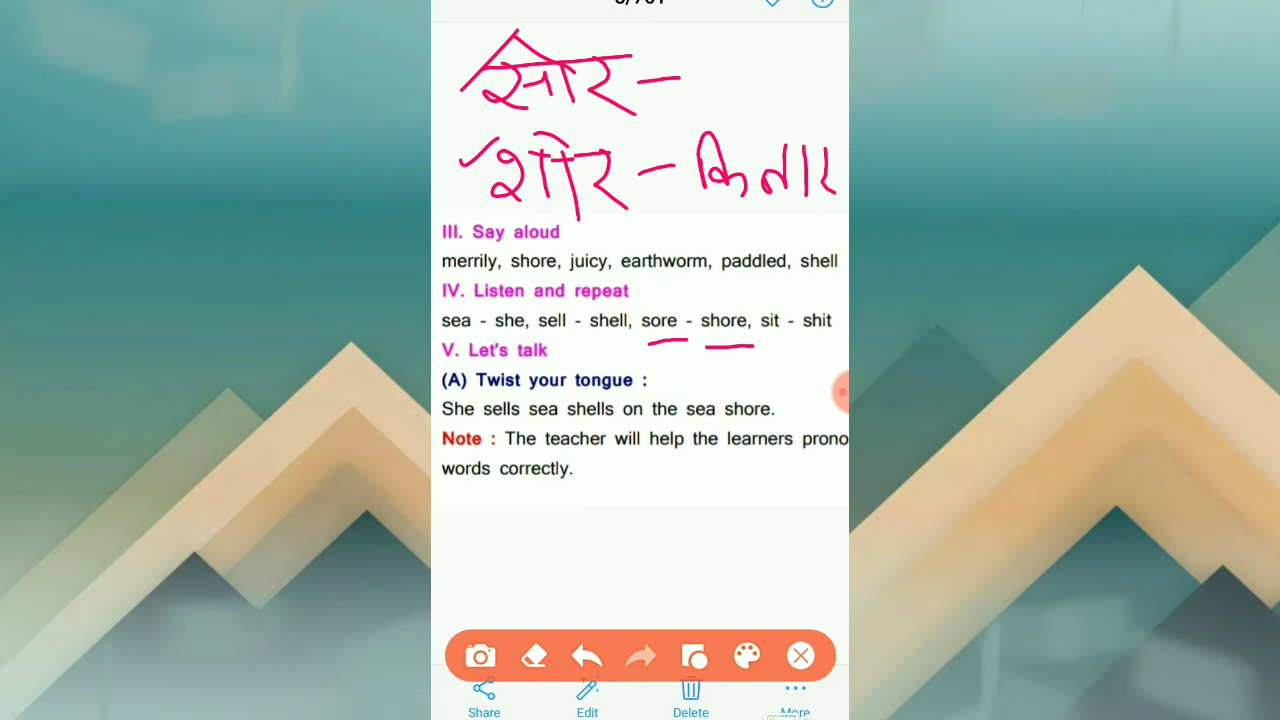 सोर -
✓ शोर - किनार
III. Say aloud
merrily, shore, juicy, earthworm, paddled, shell
IV. Listen and repeat
sea - she, sell - shell, sore - shore, sit - shit
V. Let's talk
(A) Twist your tongue :
She sells sea shells on the sea shore.
Note : The teacher will help the learners prono
words correctly.
Share Edit Delete More